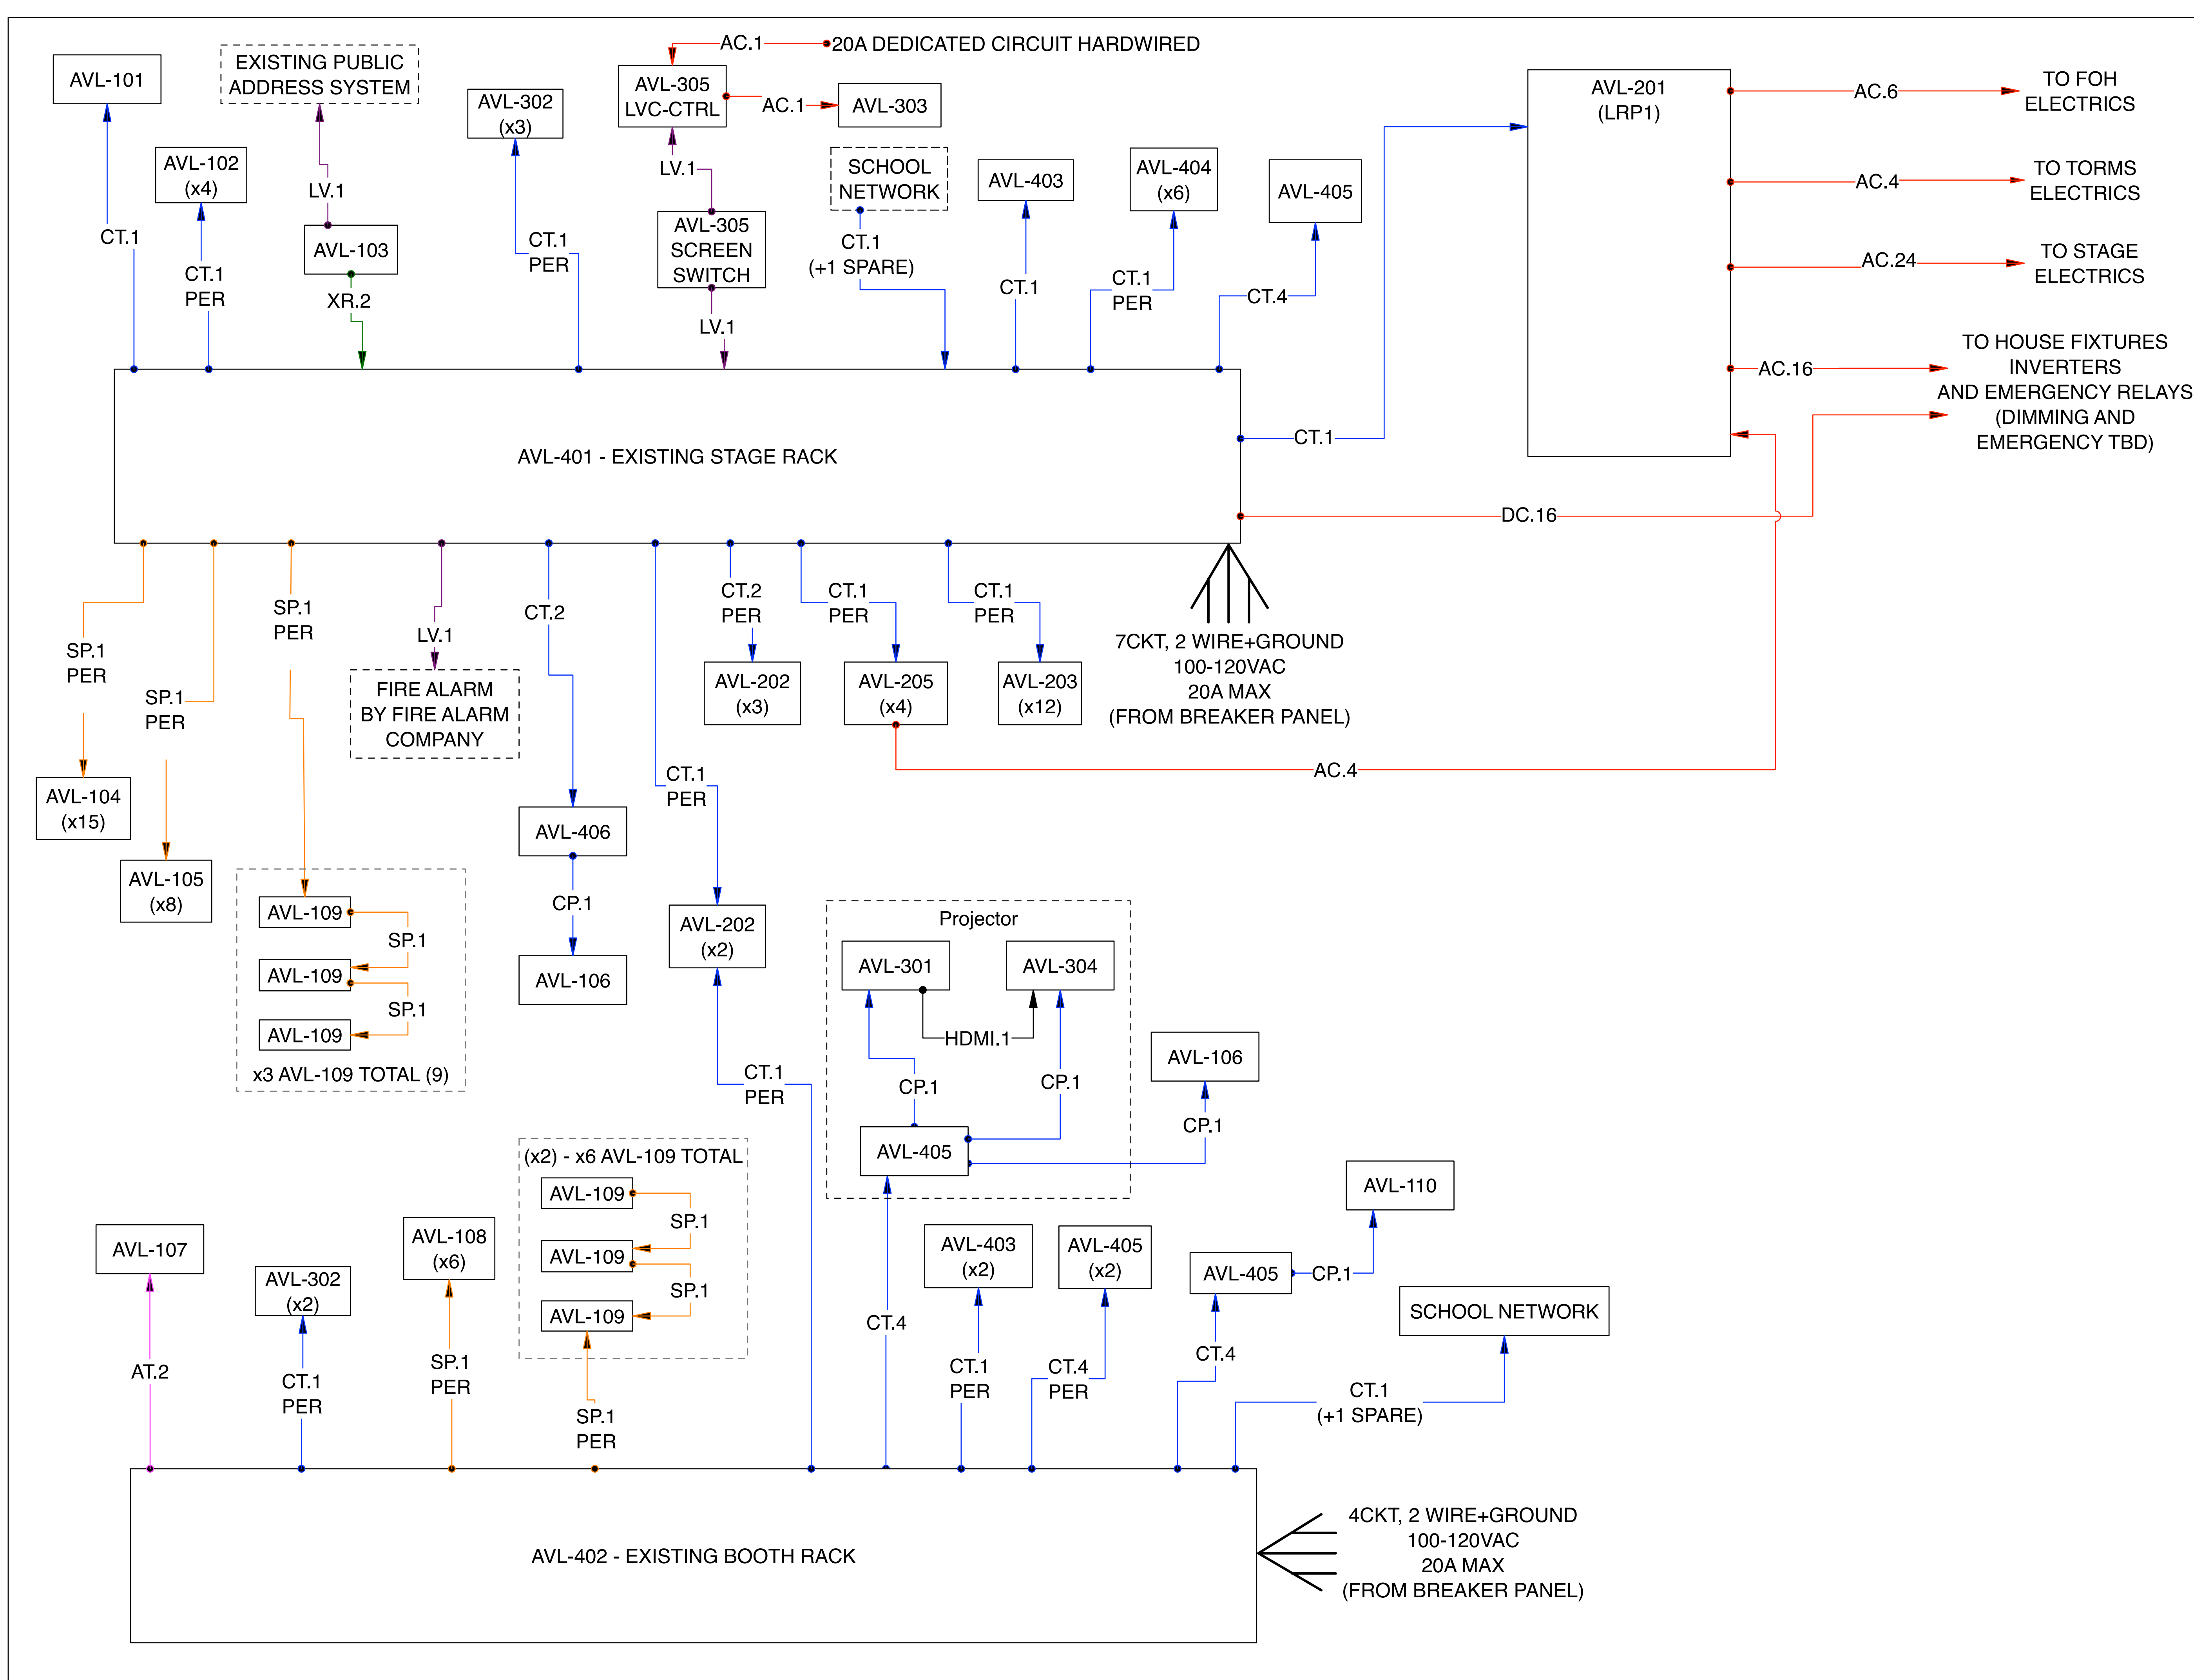 AC.1
20A DEDICATED CIRCUIT HARDWIRED
AVL-101
EXISTING PUBLIC
ADDRESS SYSTEM
AVL-302
(x3)
AVL-305
LVC-CTRL
AC.1
AVL-303
AVL-201
(LRP1)
AC.6
TO FOH
ELECTRICS
AVL-102
(x4)
LV.1
LV.1
SCHOOL
NETWORK
AVL-403
AVL-404
(x6)
AVL-405
AC.4
TO TORMS
ELECTRICS
CT.1
AVL-103
CT.1
PER
AVL-305
SCREEN
SWITCH
CT.1
(+1 SPARE)
AC.24
TO STAGE
ELECTRICS
CT.1
PER
XR.2
LV.1
CT.1
CT.1
PER
CT.4
AC.16
TO HOUSE FIXTURES
INVERTERS
AND EMERGENCY RELAYS
(DIMMING AND
EMERGENCY TBD)
AVL-401 - EXISTING STAGE RACK
CT.1
DC.16
SP.1
PER
SP.1
PER
SP.1
PER
LV.1
CT.2
CT.2
PER
CT.1
PER
CT.1
PER
7CKT, 2 WIRE+GROUND
100-120VAC
20A MAX
(FROM BREAKER PANEL)
FIRE ALARM
BY FIRE ALARM
COMPANY
AVL-202
(x3)
AVL-205
(x4)
AVL-203
(x12)
AC.4
CT.1
PER
AVL-104
(x15)
AVL-105
(x8)
AVL-406
CP.1
AVL-106
AVL-109
SP.1
AVL-109
SP.1
AVL-109
x3 AVL-109 TOTAL (9)
AVL-202
(x2)
CT.1
PER
Projector
AVL-301
AVL-304
HDMI.1
CP.1
CP.1
AVL-405
AVL-106
CP.1
(x2) - x6 AVL-109 TOTAL
AVL-109
SP.1
AVL-109
SP.1
AVL-109
SP.1
PER
AVL-107
AT.2
AVL-302
(x2)
CT.1
PER
AVL-108
(x6)
SP.1
PER
CT.4
AVL-403
(x2)
CT.1
PER
AVL-405
(x2)
CT.4
PER
AVL-405
CT.4
CP.1
AVL-110
SCHOOL NETWORK
CT.1
(+1 SPARE)
AVL-402 - EXISTING BOOTH RACK
4CKT, 2 WIRE+GROUND
100-120VAC
20A MAX
(FROM BREAKER PANEL)